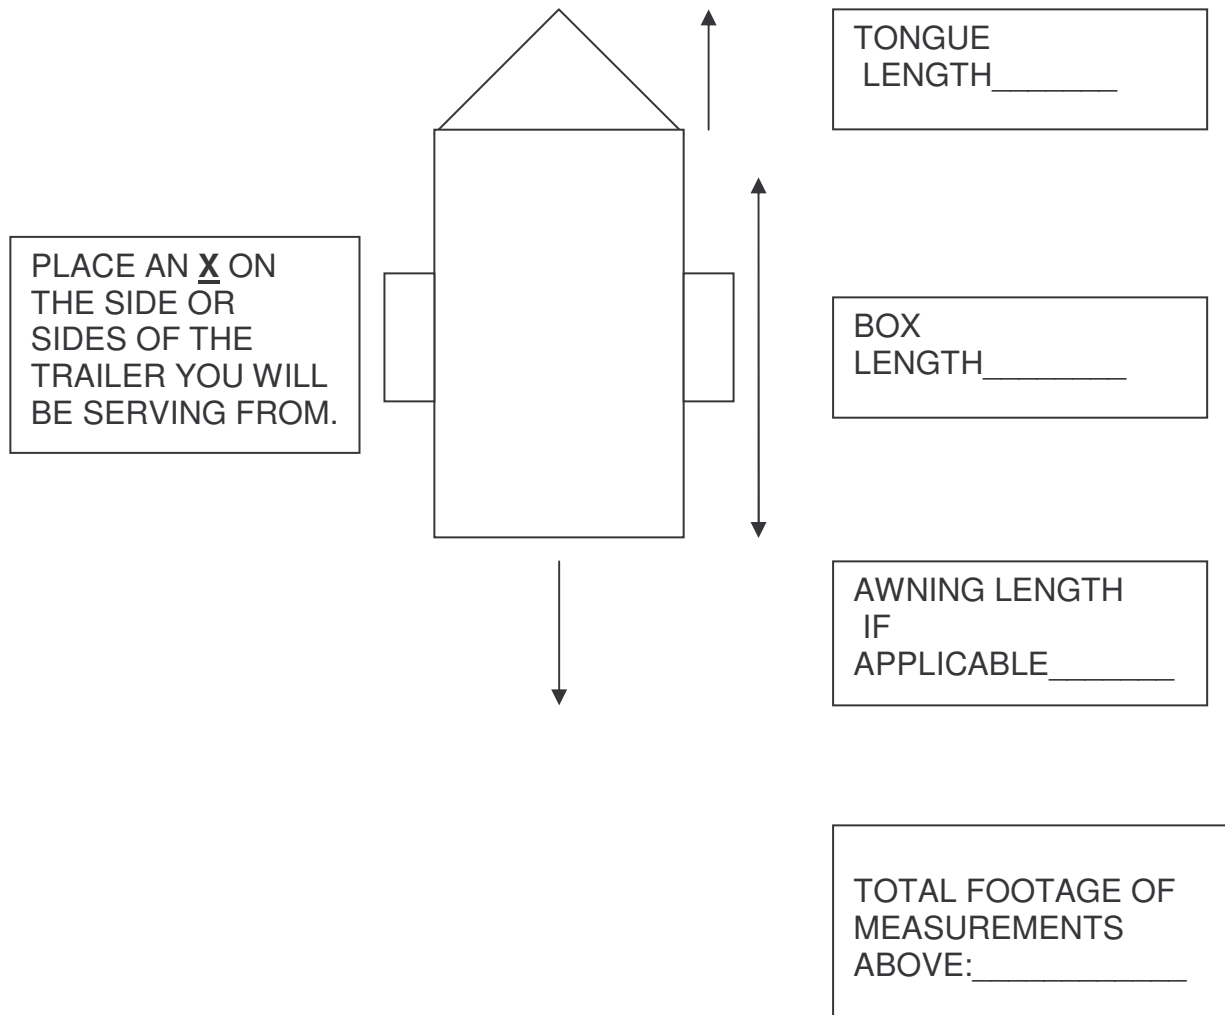 TONGUE
LENGTH_______
PLACE AN X ON
THE SIDE OR
SIDES OF THE
TRAILER YOU WILL
BE SERVING FROM.
BOX
LENGTH________
AWNING LENGTH
IF
APPLICABLE_______
TOTAL FOOTAGE OF
MEASUREMENTS
ABOVE:____________